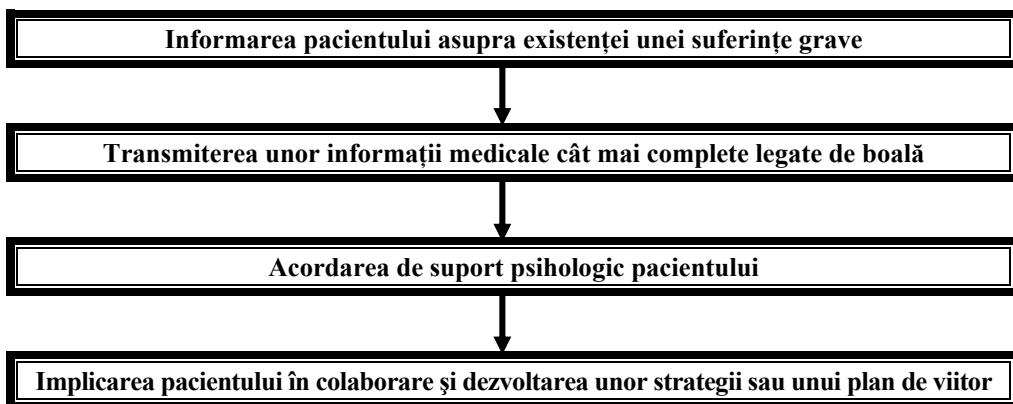 Informarea pacientului asupra existenței unei suferințe grave
Transmiterea unor informații medicale cât mai complete legate de boală
Acordarea de suport psihologic pacientului
Implicarea pacientului în colaborare şi dezvoltarea unor strategii sau unui plan de viitor